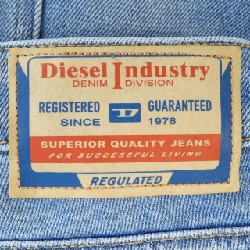 Diesel Industry
DENIM DIVISION
REGISTERED D GUARANTEED
SINCE 1978
SUPERIOR QUALITY JEANS
FOR SUCCESSFUL LIVING
REGULATED